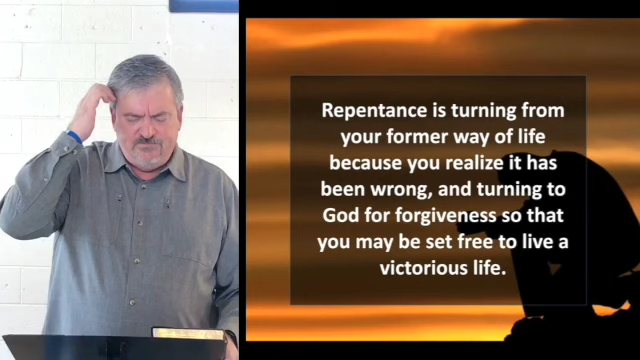 Repentance is turning from
your former way of life
because you realize it has
been wrong, and turning to
God for forgiveness so that
you may be set free to live a
victorious life.